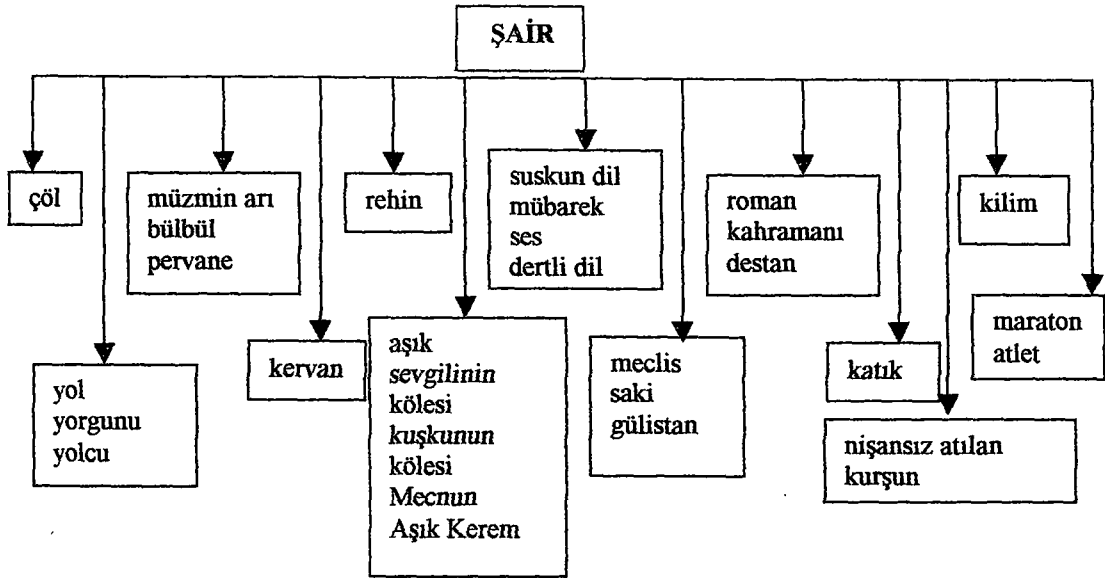 ŞAİR
çöl
müzmin arı
bülbül
pervane
rehin
suskun dil
mübarek
ses
dertli dil
roman
kahramanı
destan
kilim
yol
yorgunu
yolcu
kervan
aşık
sevgilinin
kölesi
kuşkunun
kölesi
Mecnun
Aşık Kerem
meclis
saki
gülistan
katık
maraton
atlet
nişansız atılan
kurşun